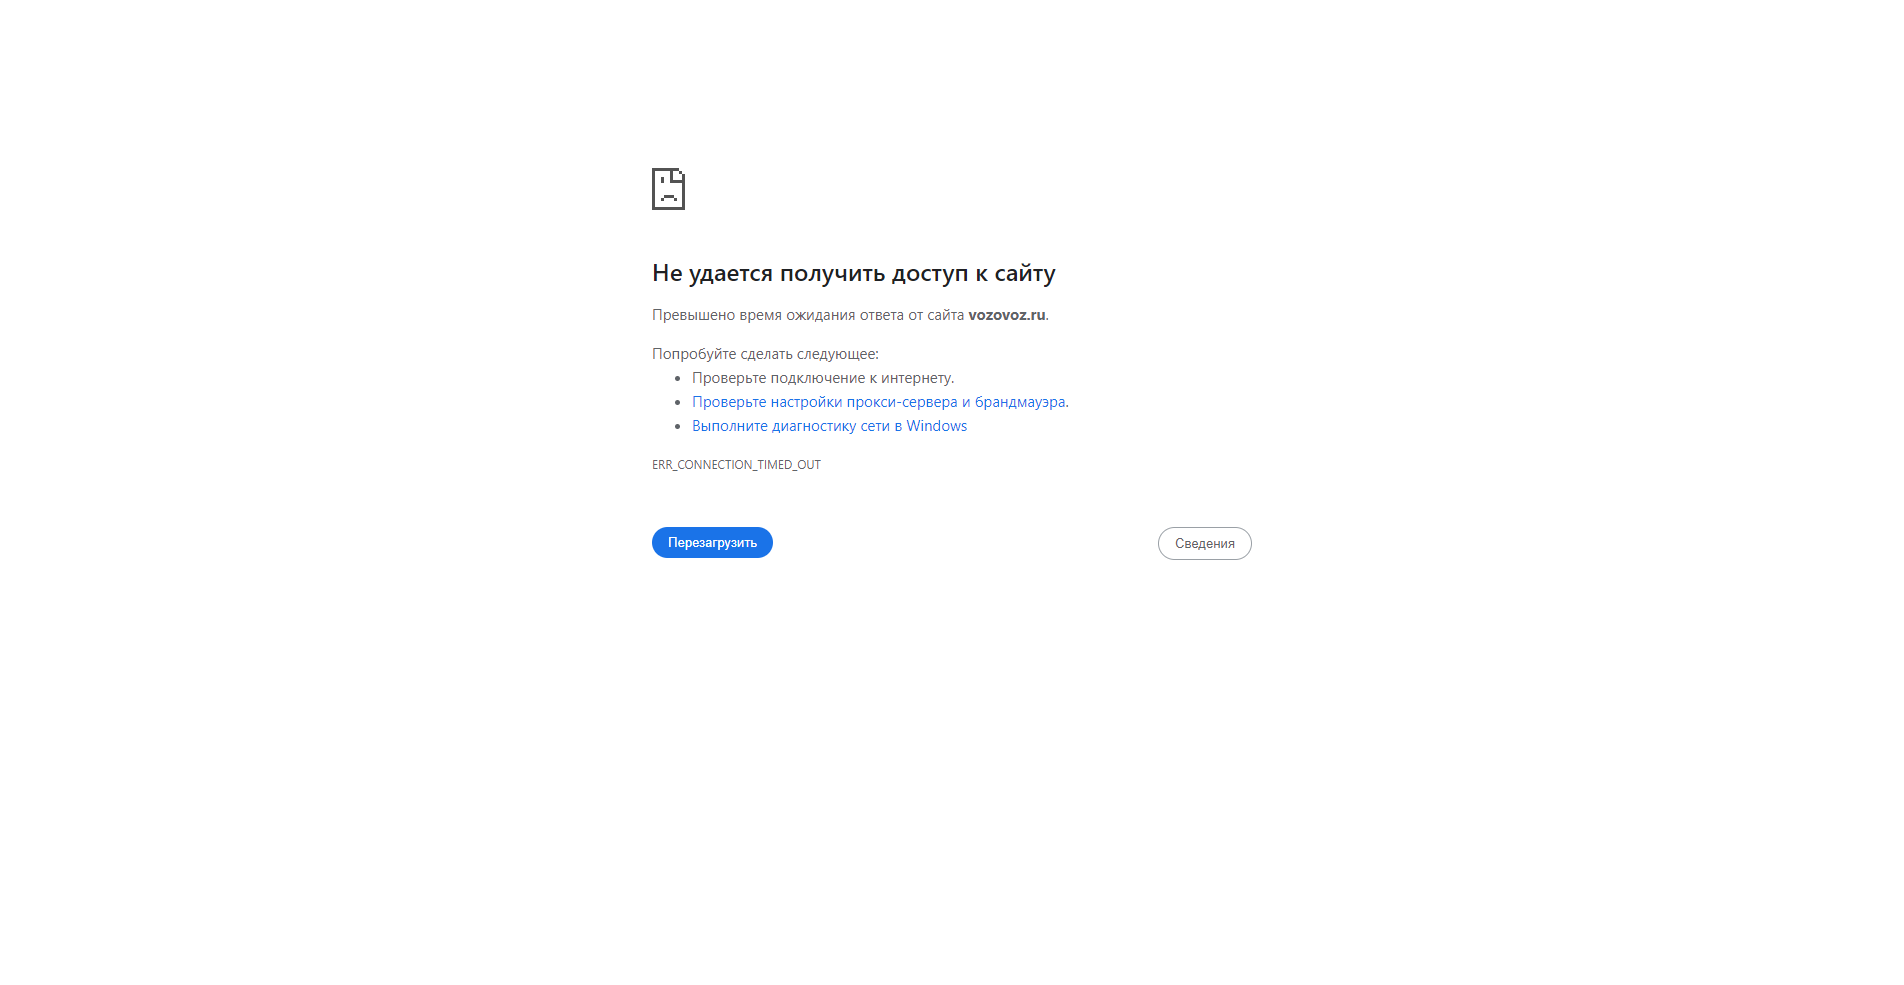 Не удается получить доступ к сайту
Превышено время ожидания ответа от сайта vozovoz.ru.
Попробуйте сделать следующее:
Проверьте подключение к интернету.
Проверьте настройки прокси-сервера и брандмауэра.
Выполните диагностику сети в Windows
ERR_CONNECTION_TIMED_OUT
Перезагрузить
Сведения